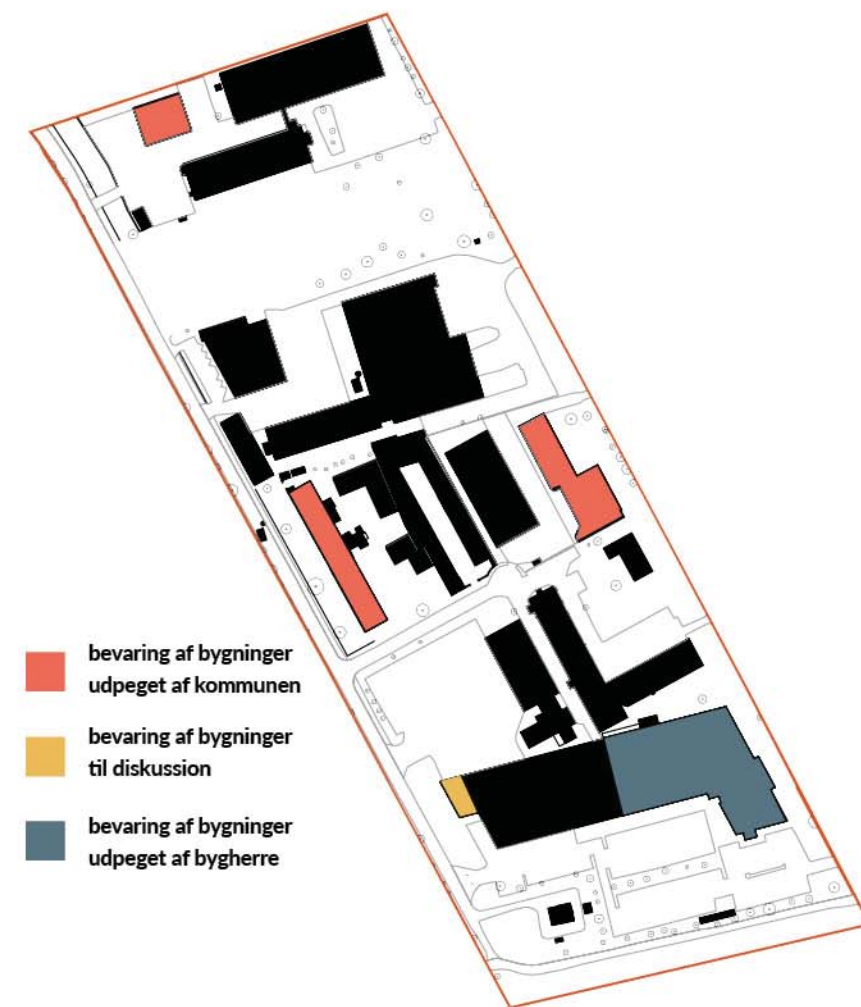 bevaring af bygninger
udpeget af kommunen
bevaring af bygninger
til diskussion
bevaring af bygninger
udpeget af bygherre